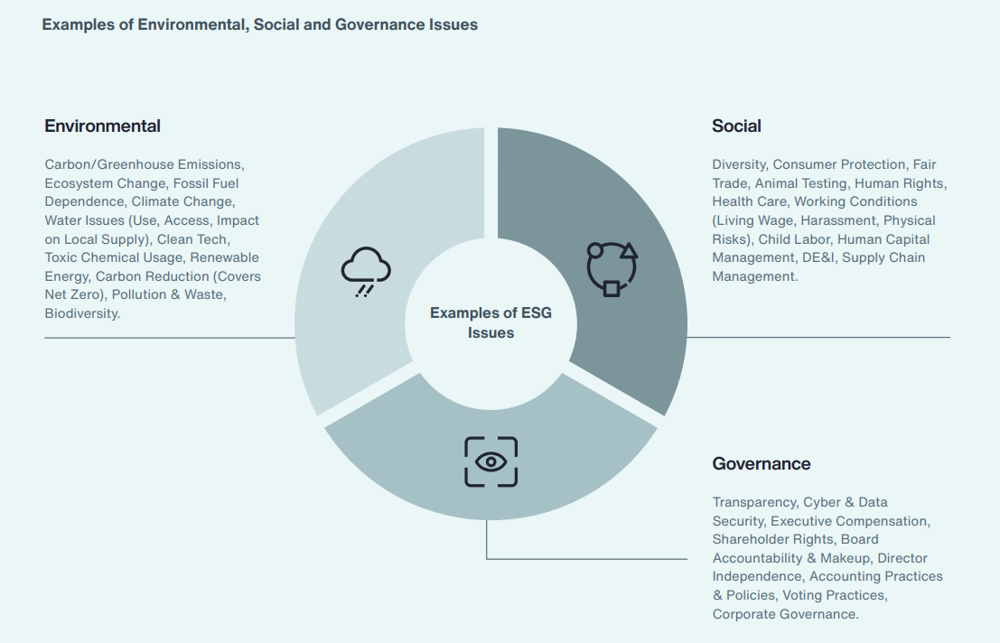 Examples of Environmental, Social and Governance Issues
Environmental
Carbon/Greenhouse Emissions,
Ecosystem Change, Fossil Fuel
Dependence, Climate Change,
Water Issues (Use, Access, Impact
on Local Supply), Clean Tech,
Toxic Chemical Usage, Renewable
Energy, Carbon Reduction (Covers
Net Zero), Pollution & Waste,
Biodiversity.
Social
Diversity, Consumer Protection, Fair
Trade, Animal Testing, Human Rights,
Health Care, Working Conditions
(Living Wage, Harassment, Physical
Risks), Child Labor, Human Capital
Management, DE&I, Supply Chain
Management.
Examples of ESG
Issues
Governance
Transparency, Cyber & Data
Security, Executive Compensation,
Shareholder Rights, Board
Accountability & Makeup, Director
Independence, Accounting Practices
& Policies, Voting Practices,
Corporate Governance.